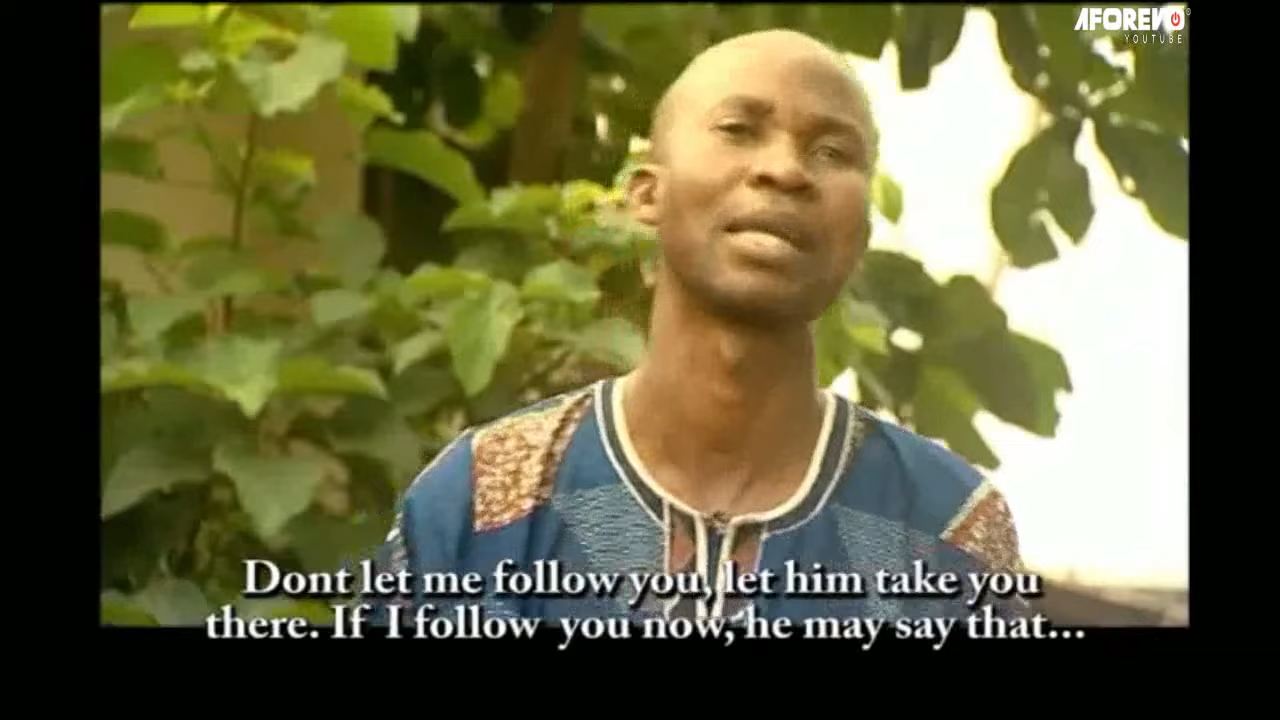 AFOREVO
YOUTUBE
Dont let me follow you, let him take you
there. If I follow you now, he may say that...